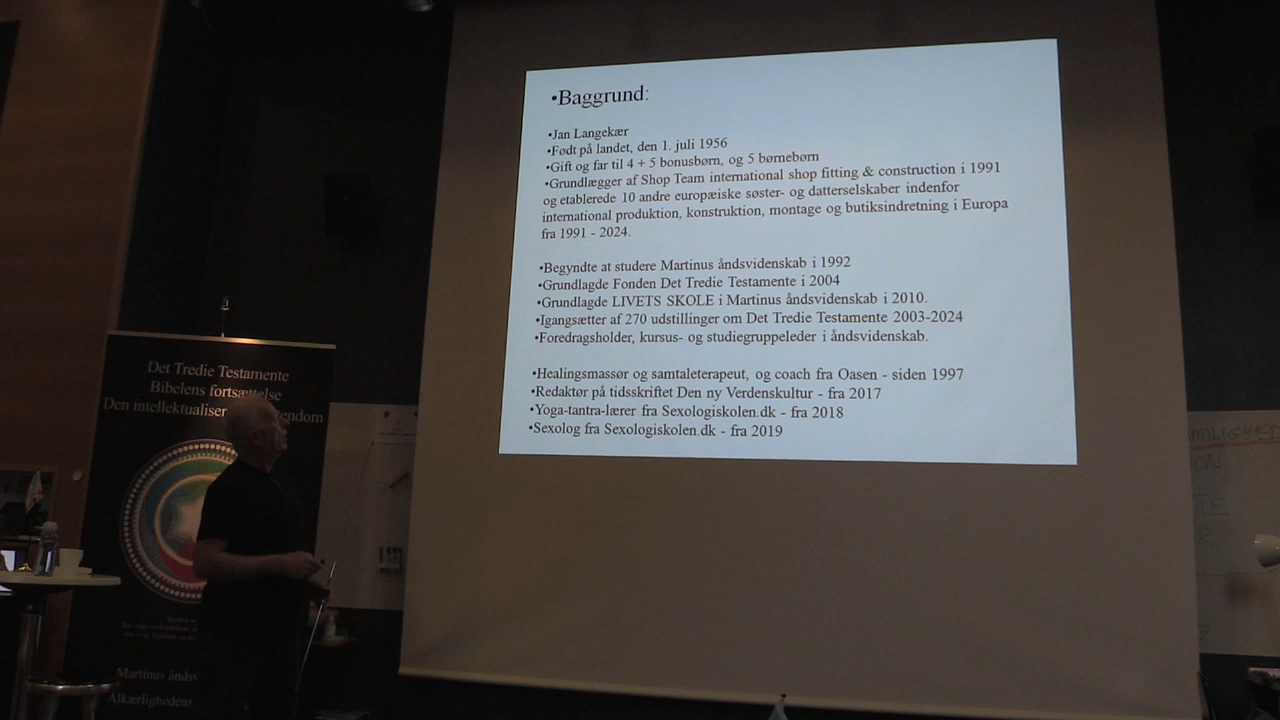 •Baggrund:
•Jan Langekær
•Født på landet, den 1. juli 1956
•Gift og far til 4 + 5 bonusbørn, og 5 børnebørn
•Grundlægger af Shop Team international shop fitting & construction i 1991
og etablerede 10 andre europæiske søster- og datterselskaber indenfor
international produktion, konstruktion, montage og butiksindretning i Europa
fra 1991 - 2024.
•Begyndte at studere Martinus åndsvidenskab i 1992
•Grundlagde Fonden Det Tredie Testamente i 2004
•Grundlagde LIVETS SKOLE i Martinus åndsvidenskab i 2010.
•Igangsætter af 270 udstillinger om Det Tredie Testamente 2003-2024
•Foredragsholder, kursus- og studiegruppeleder i åndsvidenskab.
•Healingsmassør og samtaleterapeut, og coach fra Oasen - siden 1997
•Redaktør på tidsskriftet Den ny Verdenskultur - fra 2017
•Yoga-tantra-lærer fra Sexologiskolen.dk - fra 2018
•Sexolog fra Sexologiskolen.dk - fra 2019
Det Tredie Testamente
Bibelens fortsættelse
Den intellektualiser endom
Martinus åndsv
Alkærlighedens